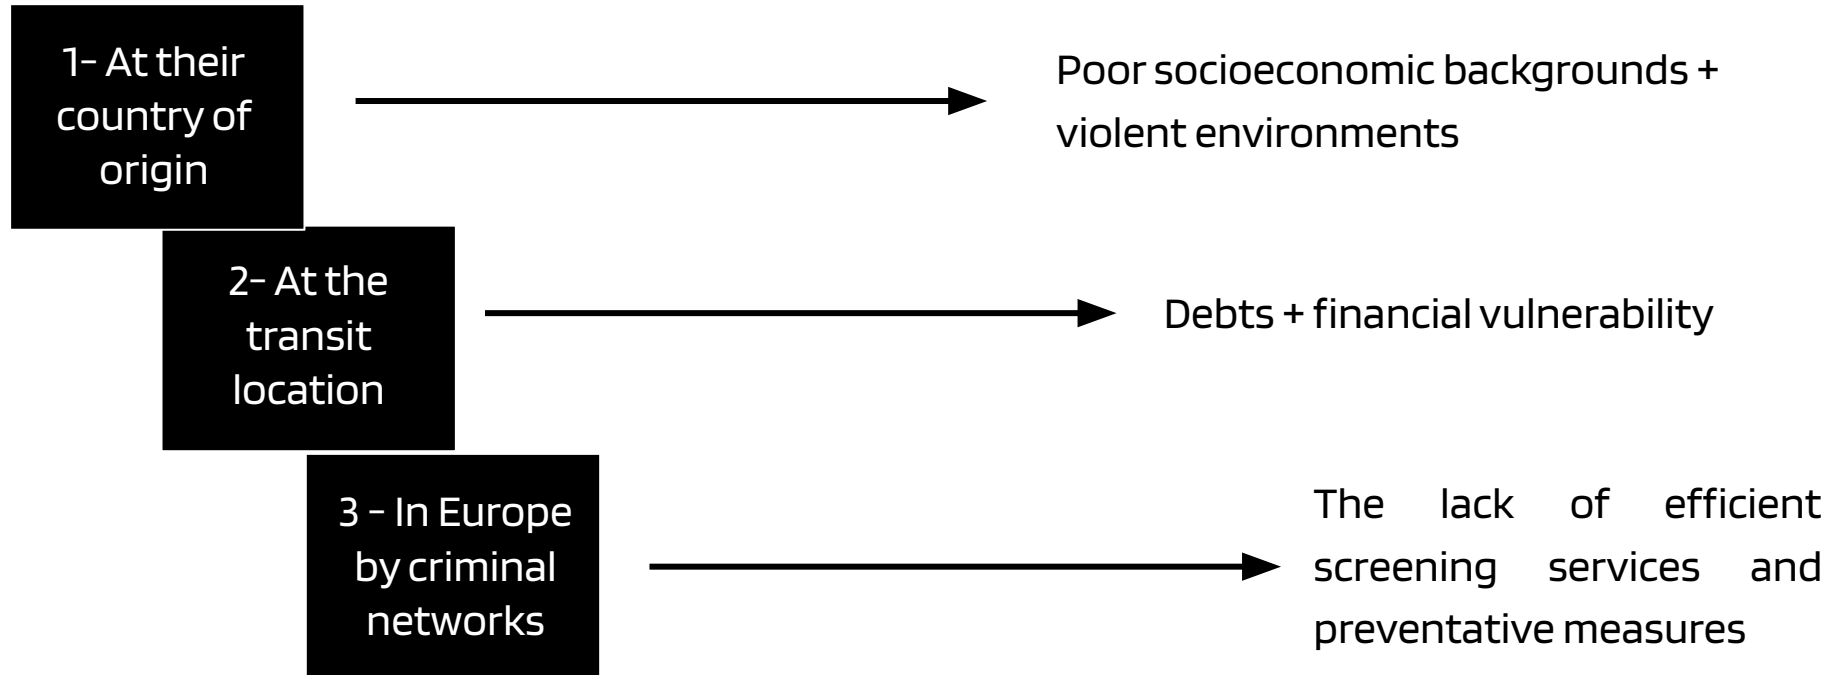 1- At their
country of
origin
Poor socioeconomic backgrounds +
violent environments
2- At the
transit
location
Debts + financial vulnerability
3 - In Europe
by criminal
networks
The lack of efficient
screening services and
preventative measures